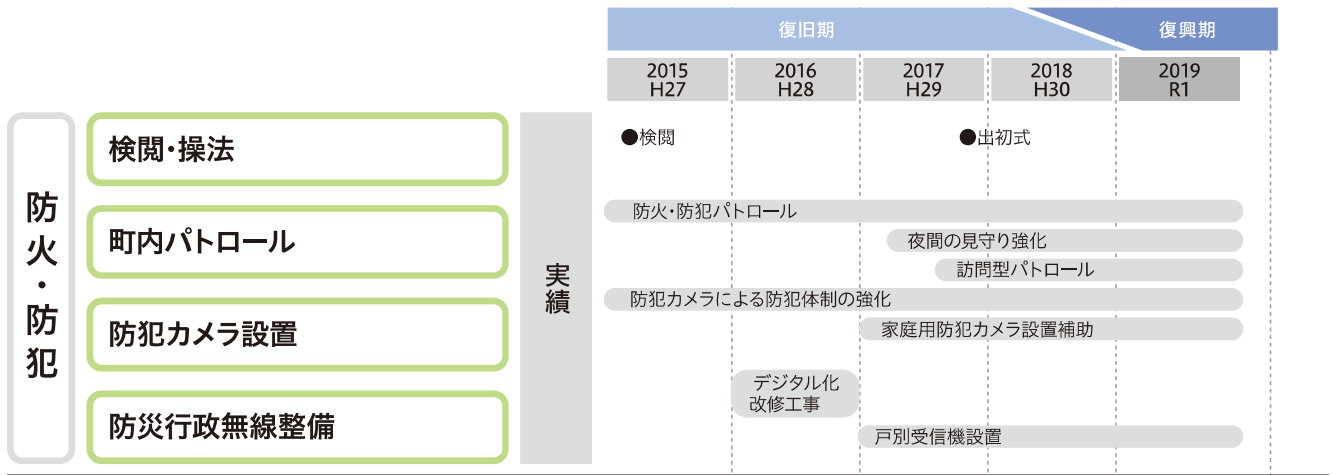 復旧期
復興期
2015
H27
2016
H28
2017
H29
2018
H30
2019
R1
防火・防犯
実績
検閲・操法
●検閲
●出初式
町内パトロール
防火・防犯パトロール
夜間の見守り強化
訪問型パトロール
防犯カメラ設置
防犯カメラによる防犯体制の強化
家庭用防犯カメラ設置補助
防災行政無線整備
デジタル化
改修工事
戸別受信機設置